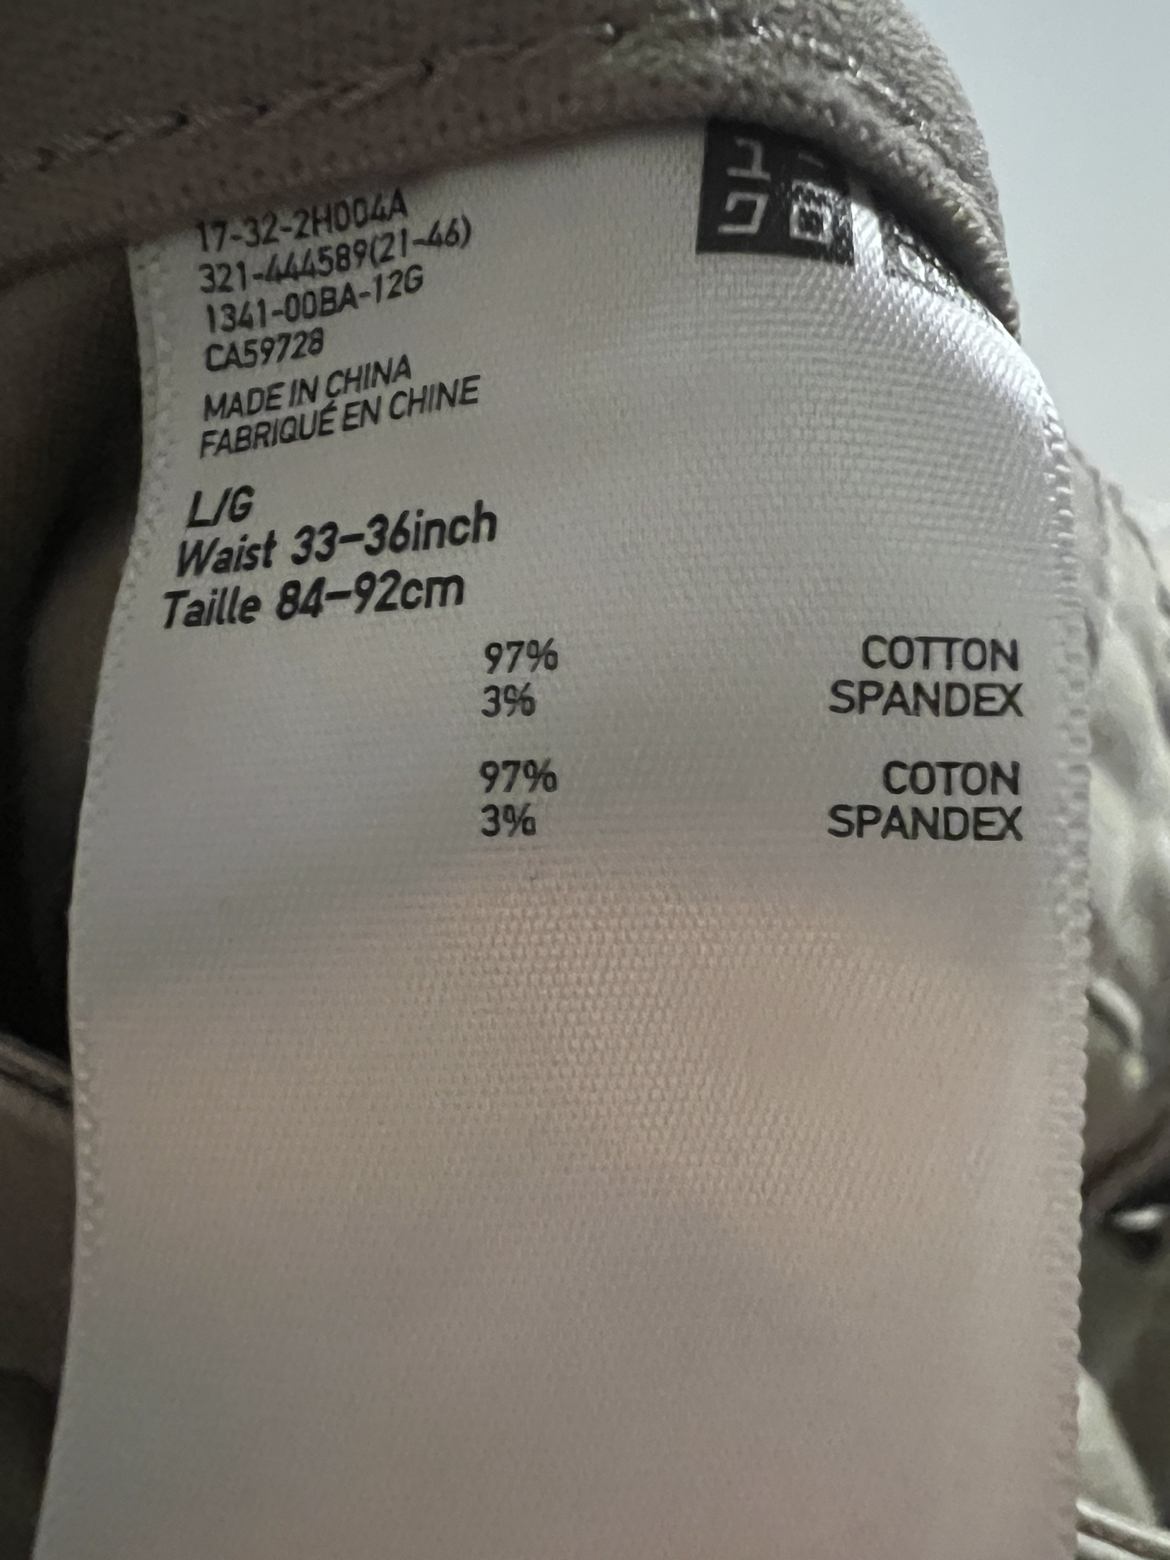 17-32-2H004A
321-444589(21-46)
1341-00BA-12G
CA59728
MADE IN CHINA
FABRIQUÉ EN CHINE
L/G
Waist 33-36inch
Taille 84-92cm
97% COTTON
3% SPANDEX
97% COTON
3% SPANDEX